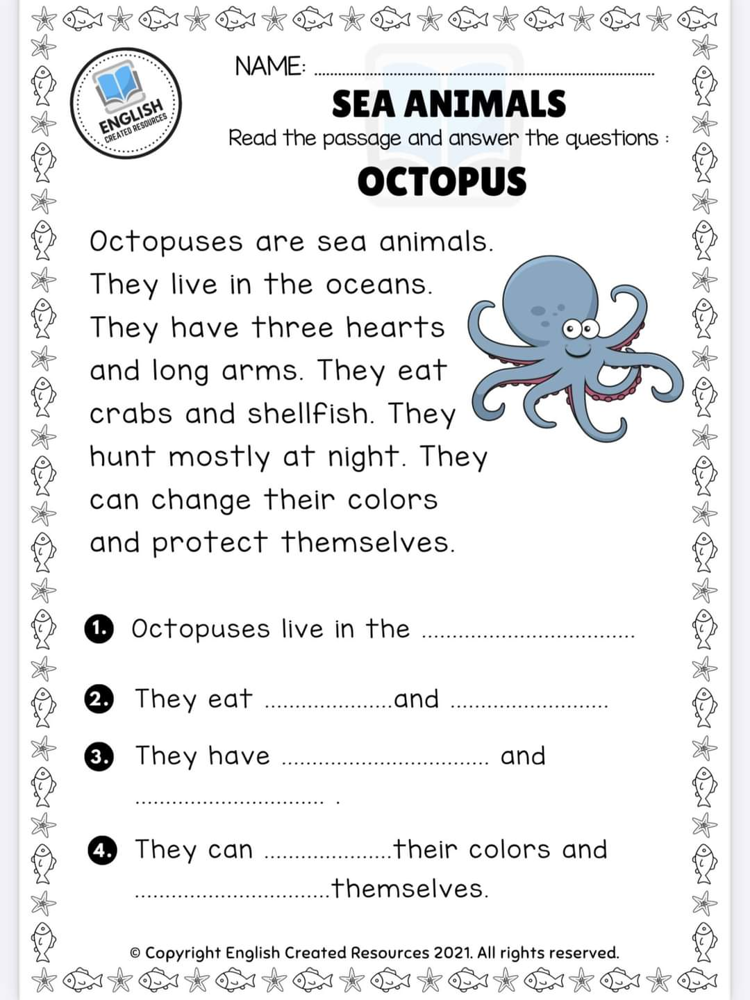 ENGLISH
CREATED RESOURCES
NAME: ........................................................
SEA ANIMALS
Read the passage and answer the questions :
OCTOPUS
Octopuses are sea animals.
They live in the oceans.
They have three hearts
and long arms. They eat
crabs and shellfish. They
hunt mostly at night. They
can change their colors
and protect themselves.
1. Octopuses live in the ...................................
2. They eat .....................and ..........................
3. They have .................................. and
............................... .
4. They can .....................their colors and
................................themselves.
© Copyright English Created Resources 2021. All rights reserved.